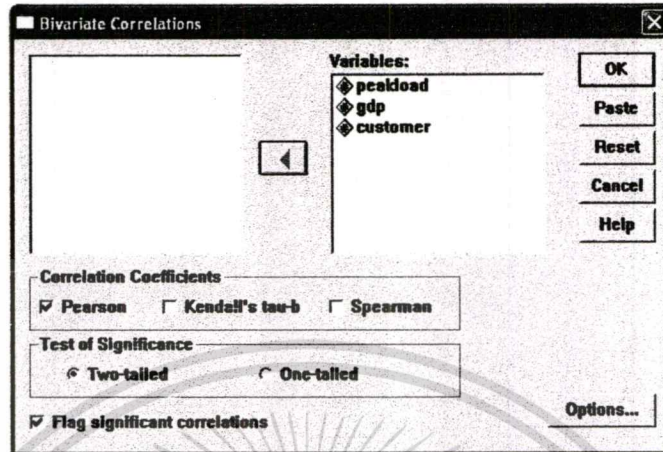 Bivariate Correlations
Variables:
peakload
gdp
customer
OK
Paste
Reset
Cancel
Help
Correlation Coefficients
Pearson Kendall's tau-b Spearman
Test of Significance
Two-tailed One-tailed
Flag significant correlations
Options...